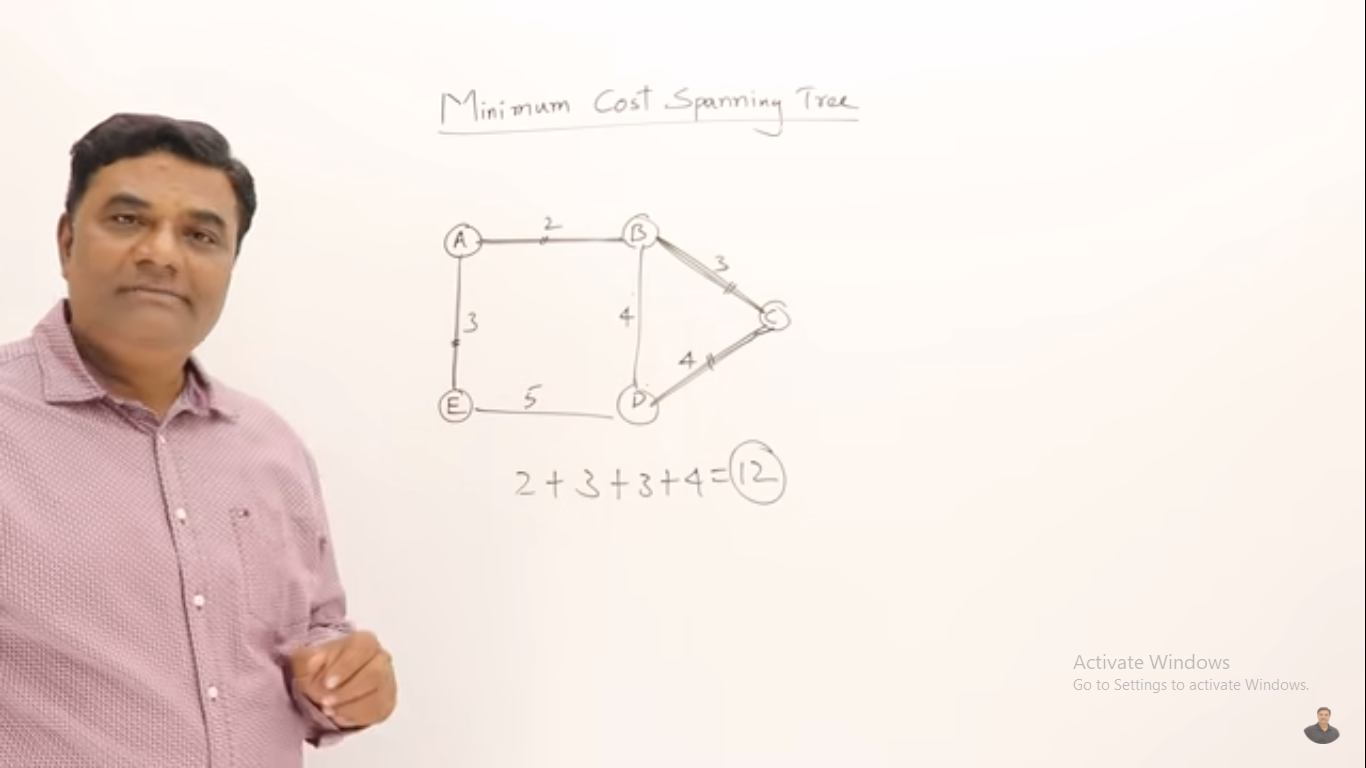 Minimum Cost Spanning Tree
A 2 B
3
3
4
C
4
E 5 D
2+3+3+4=12
Activate Windows
Go to Settings to activate Windows.